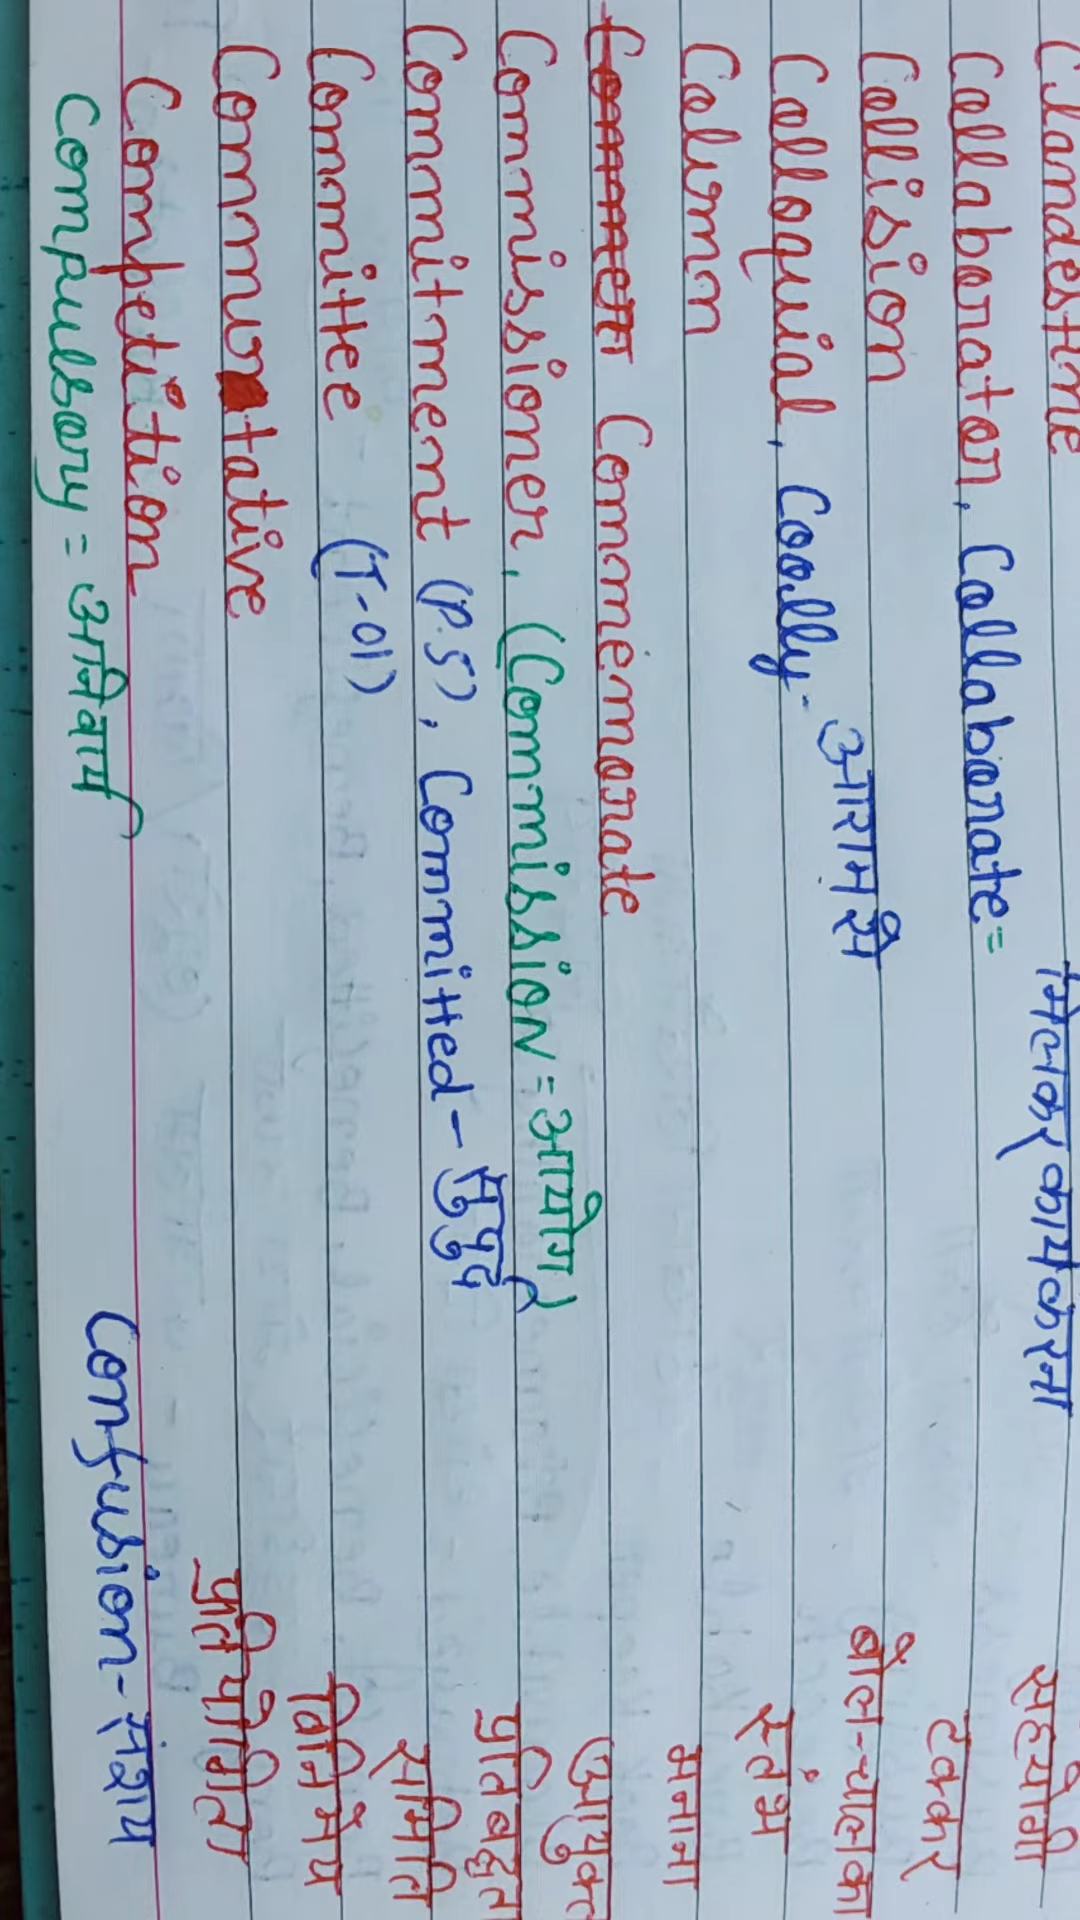 Clandestine
मिलकर कार्य करना
Collaborator, Collaborate = सहयोगी
Collision टक्कर
Colloquial, Coolly - आराम से बोल-चाल का
Column स्तंभ
Commemorate मनाना
Commissioner, (Commission = आयोग) आयुक्त
Commitment (P.S), Committed - सुपुर्द प्रतिबद्धता
Committee - (T-01) समिति
Commutative विनिमेय
Competition प्रतियोगिता
Compulsory = अनिवार्य Confusion - संशय